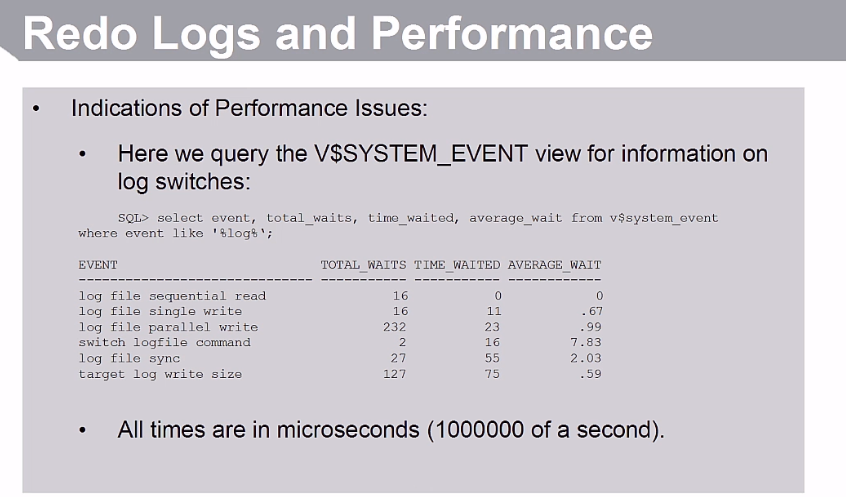 Redo Logs and Performance
• Indications of Performance Issues:
• Here we query the V$SYSTEM_EVENT view for information on
log switches:
SQL> select event, total_waits, time_waited, average_wait from v$system_event
where event like '%log%';
EVENT TOTAL_WAITS TIME_WAITED AVERAGE_WAIT
------------------------------ ----------- ----------- ------------
log file sequential read 16 0 0
log file single write 16 11 .67
log file parallel write 232 23 .99
switch logfile command 2 16 7.83
log file sync 27 55 2.03
target log write size 127 75 .59
• All times are in microseconds (1000000 of a second).